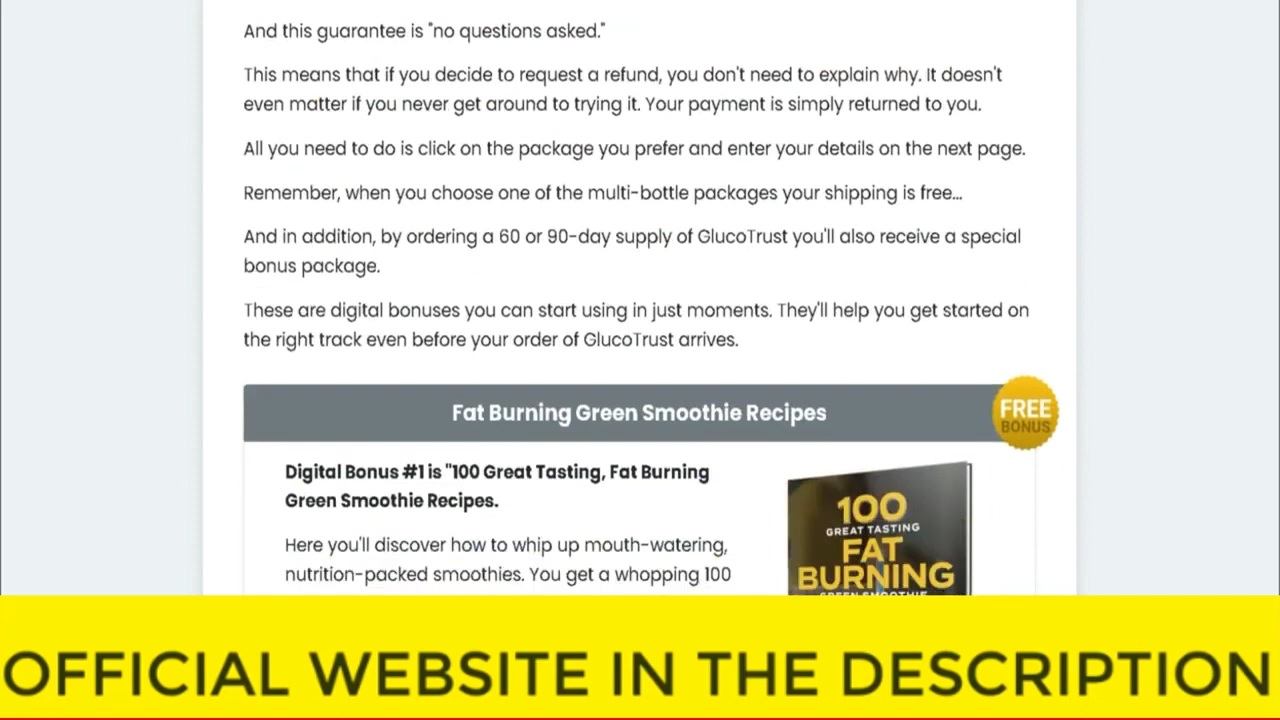 And this guarantee is "no questions asked."
This means that if you decide to request a refund, you don't need to explain why. It doesn't
even matter if you never get around to trying it. Your payment is simply returned to you.
All you need to do is click on the package you prefer and enter your details on the next page.
Remember, when you choose one of the multi-bottle packages your shipping is free...
And in addition, by ordering a 60 or 90-day supply of GlucoTrust you'll also receive a special
bonus package.
These are digital bonuses you can start using in just moments. They'll help you get started on
the right track even before your order of GlucoTrust arrives.
Fat Burning Green Smoothie Recipes
FREE
BONUS
Digital Bonus #1 is "100 Great Tasting, Fat Burning
Green Smoothie Recipes.
Here you'll discover how to whip up mouth-watering,
nutrition-packed smoothies. You get a whopping 100
100
GREAT TASTING
FAT
BURNING
GREEN SMOOTHIE
OFFICIAL WEBSITE IN THE DESCRIPTION